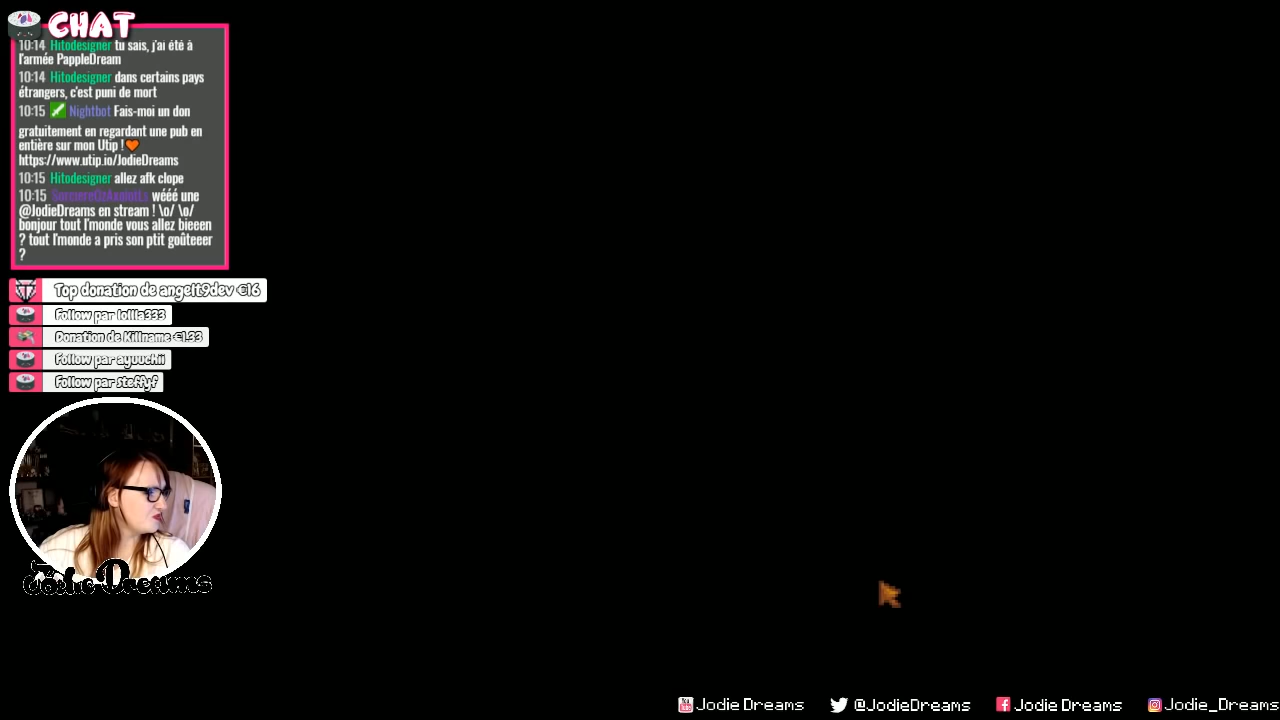 CHAT
10:14 Hitodesigner tu sais, j'ai été à
l'armée PappleDream
10:14 Hitodesigner dans certains pays
étrangers, c'est puni de mort
10:15 Nightbot Fais-moi un don
gratuitement en regardant une pub en
entière sur mon Utip !
https://www.utip.io/JodieDreams
10:15 Hitodesigner allez afk clope
10:15 wééé une
@JodieDreams en stream ! \o/ \o/
bonjour tout l'monde vous allez bieeen
? tout l'monde a pris son ptit goûteeer
?
Top donation de angell9dev €16
Follow par lollla333
Donation de Killname €1.33
Follow par ayuuchii
Follow par steffyf
Jodie Dreams
Jodie Dreams
@JodieDreams
Jodie Dreams
Jodie_Dreams